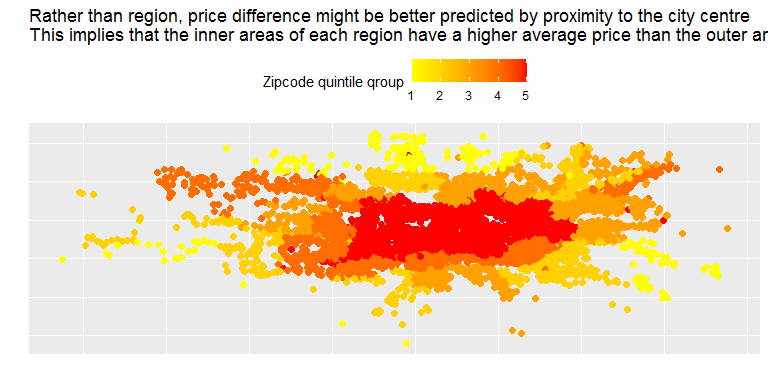 Rather than region, price difference might be better predicted by proximity to the city centre
This implies that the inner areas of each region have a higher average price than the outer ar
Zipcode quintile qroup
1 2 3 4 5